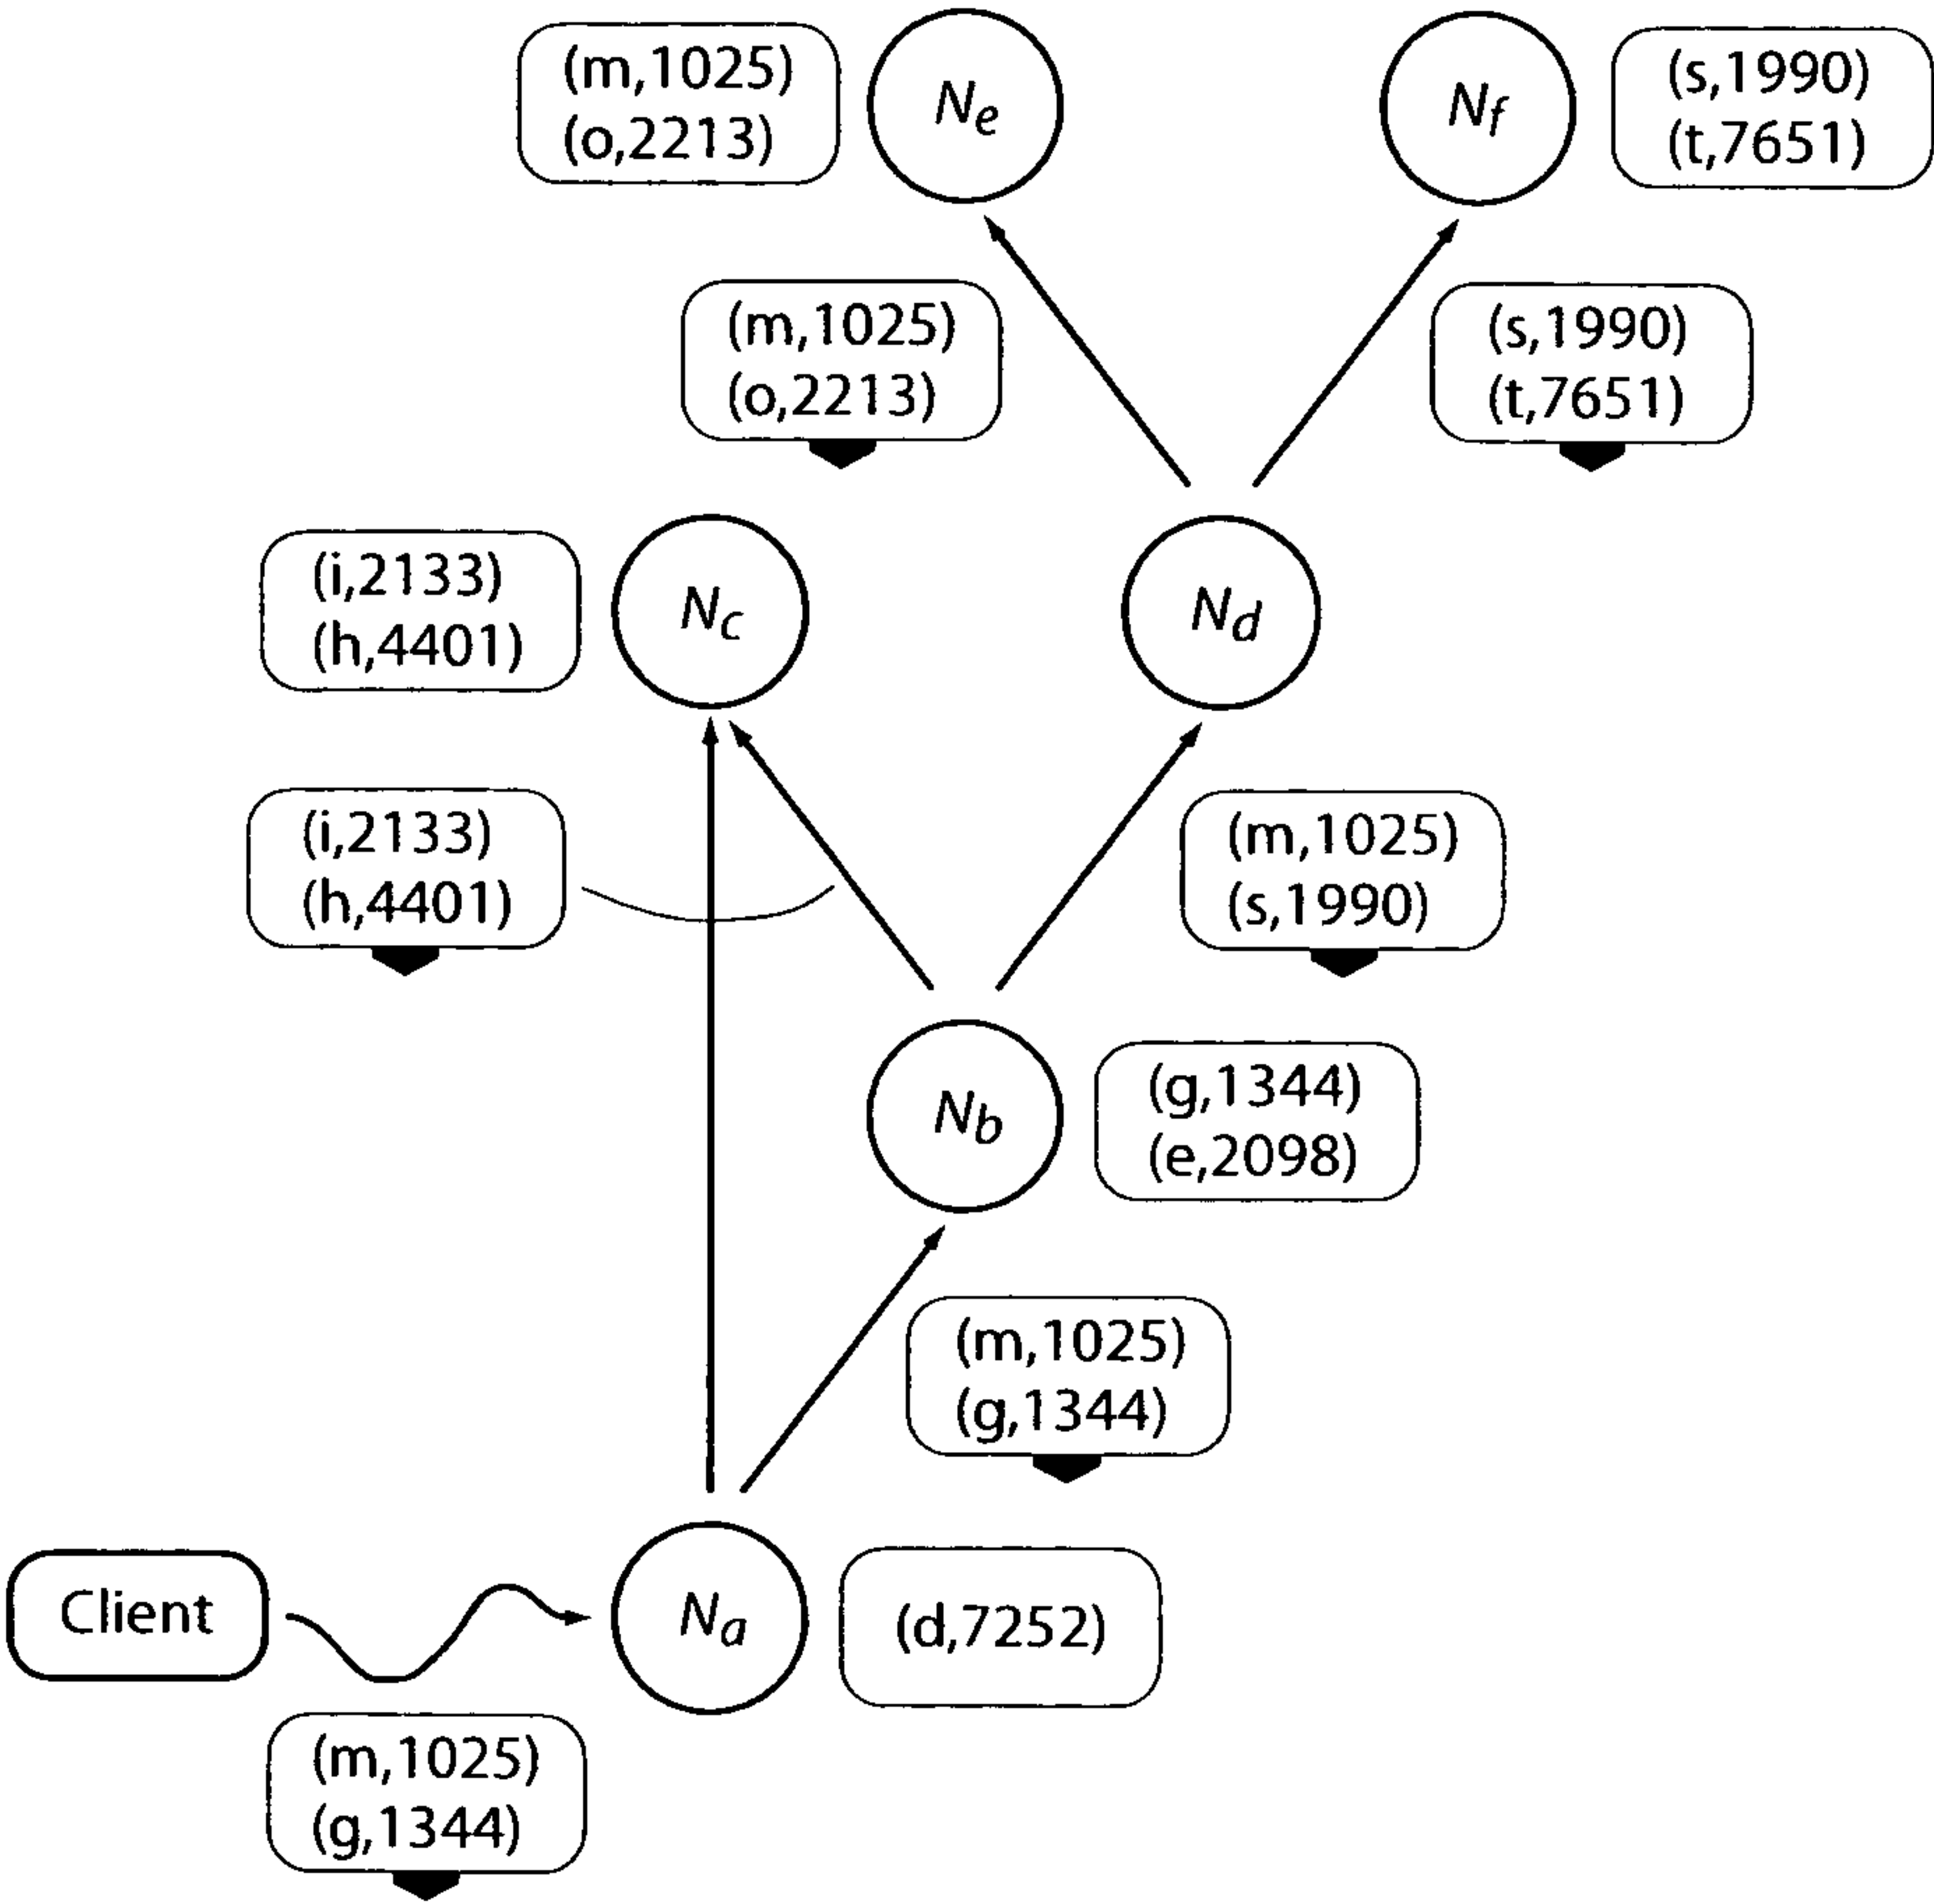 (m,1025)
(o,2213)
Ne
Nf
(s,1990)
(t,7651)
(m,1025)
(o,2213)
(s,1990)
(t,7651)
(i,2133)
(h,4401)
Nc
Nd
(i,2133)
(h,4401)
(m,1025)
(s,1990)
Nb
(g,1344)
(e,2098)
(m,1025)
(g,1344)
Client
Na
(d,7252)
(m,1025)
(g,1344)